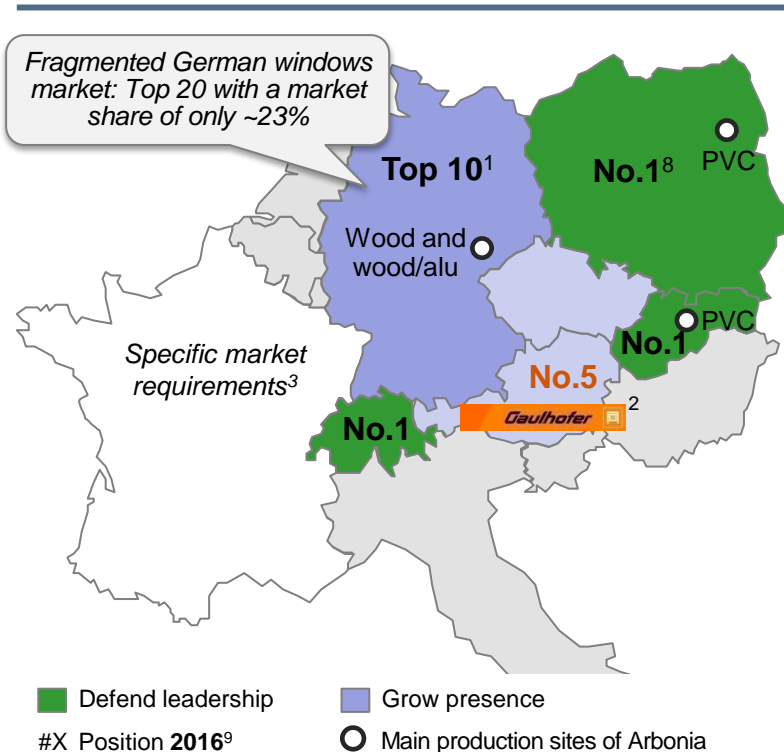 Fragmented German windows
market: Top 20 with a market
share of only ~23%
Top 10¹
No.1⁸
PVC
Wood and
wood/alu
PVC
No.1
Specific market
requirements³
No.5
Gaulhofer ²
No.1
Defend leadership
Grow presence
#X Position 2016⁹
Main production sites of Arbonia